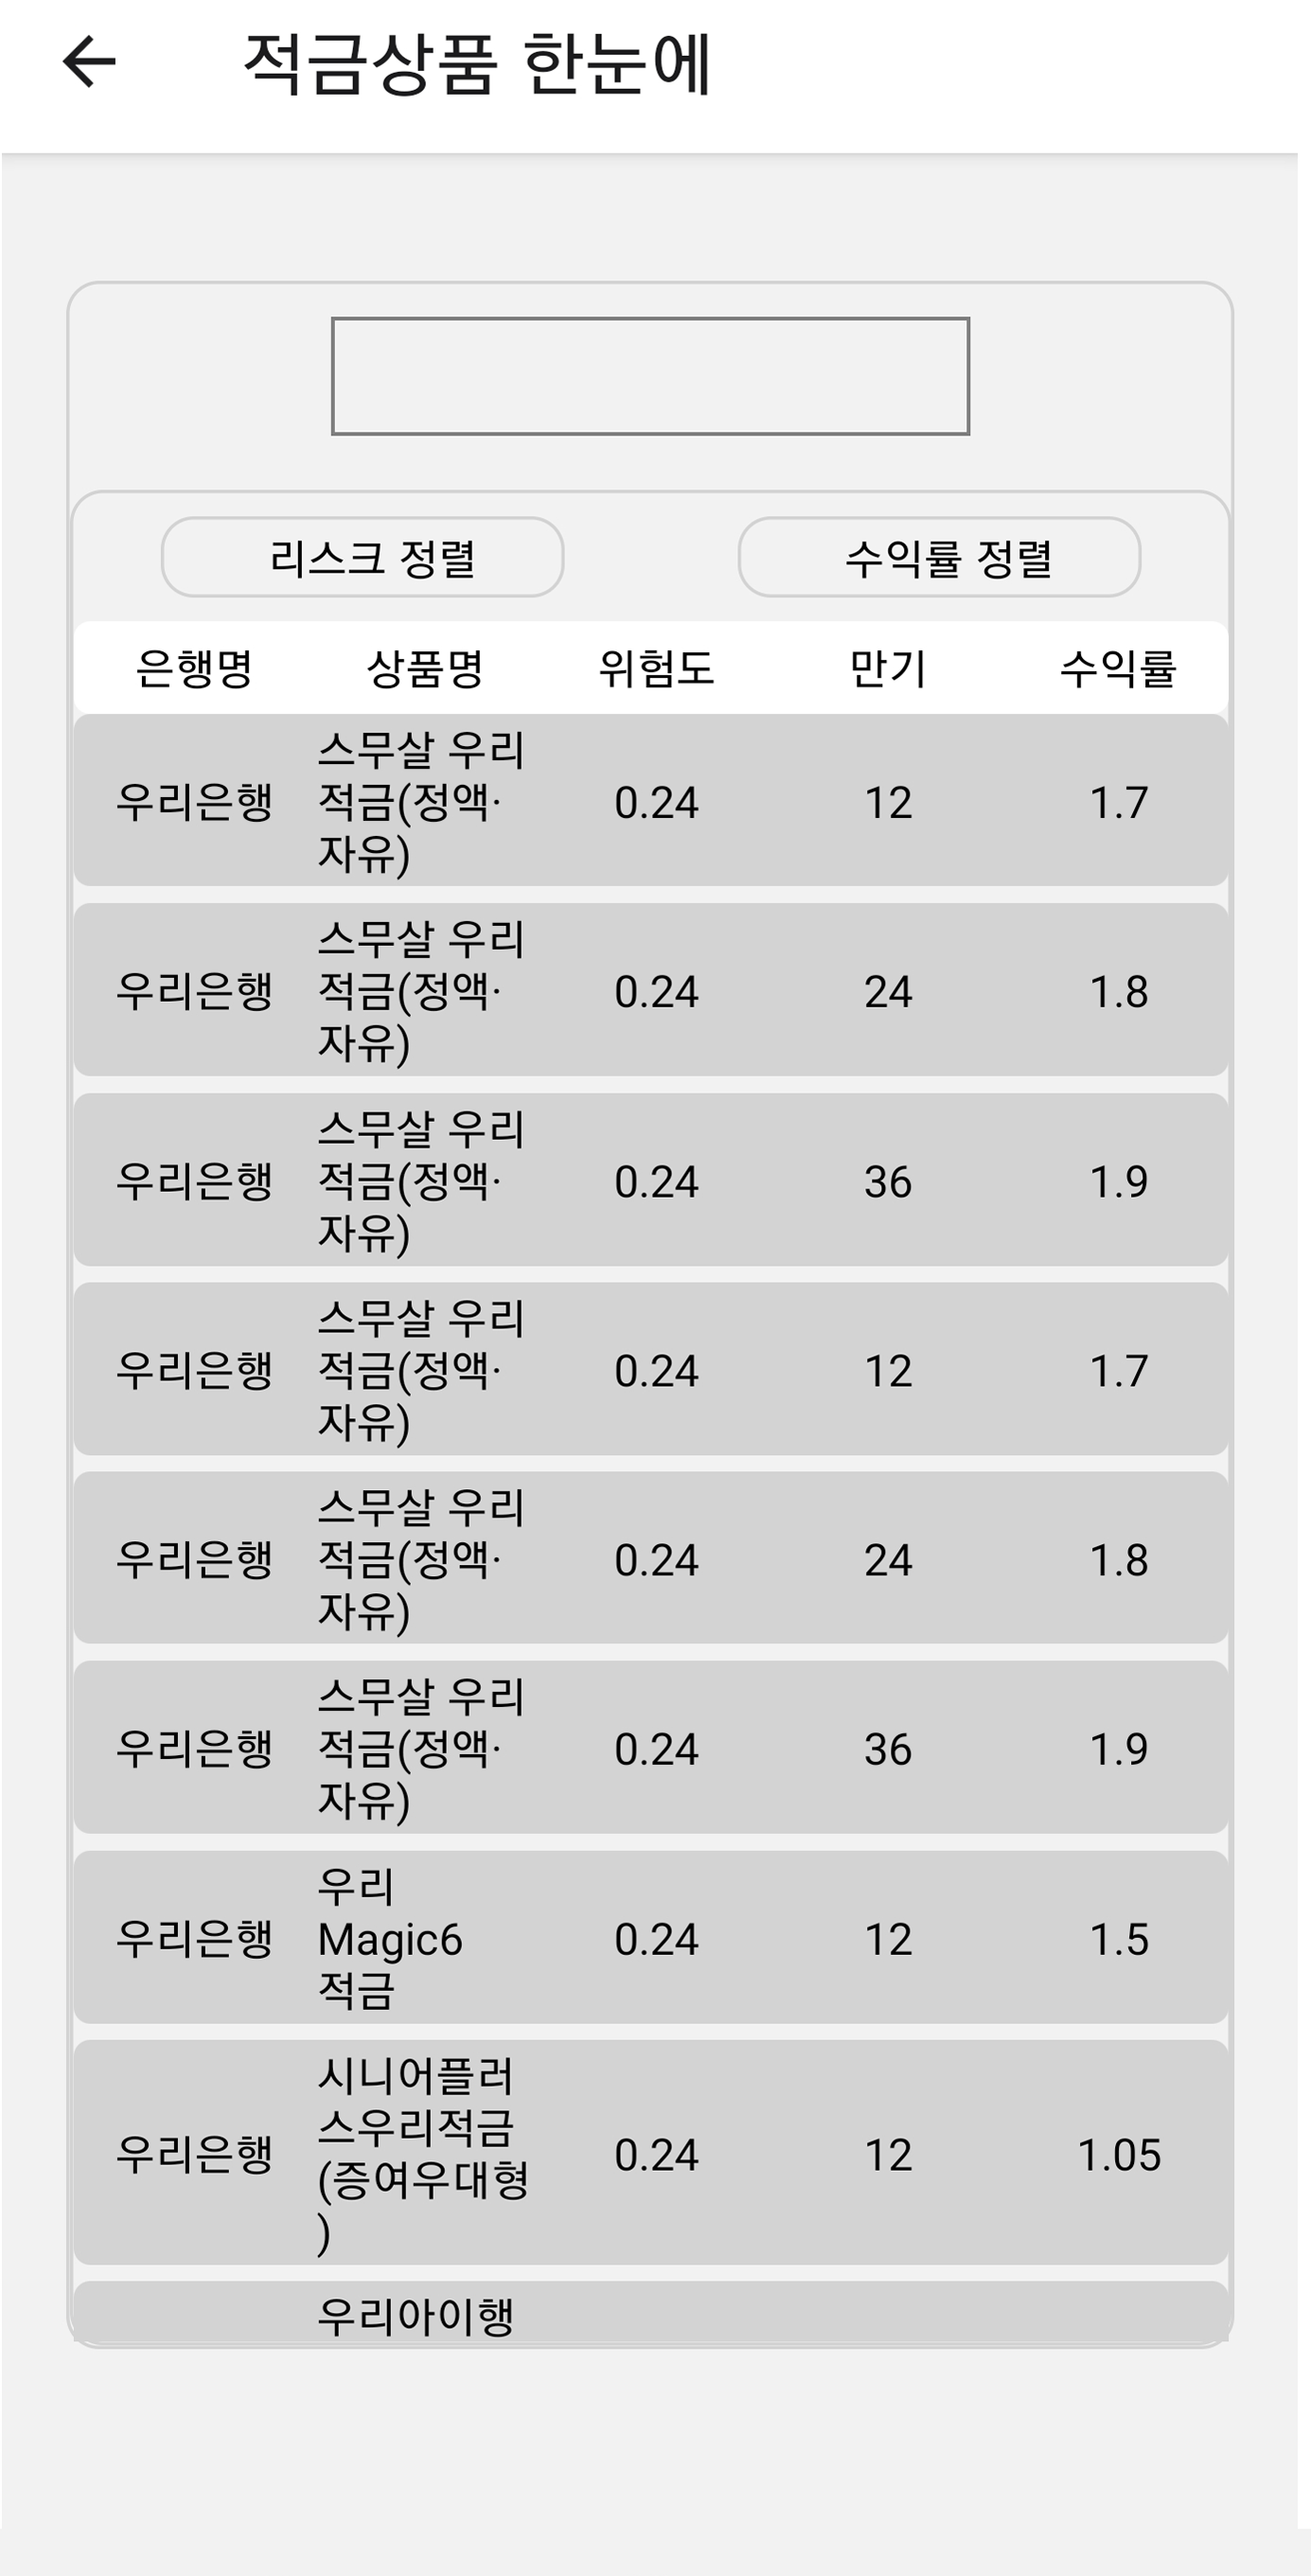 적금상품 한눈에
리스크 정렬 수익률 정렬
은행명 상품명 위험도 만기 수익률
스무살 우리
우리은행 적금(정액· 0.24 12 1.7
자유)
스무살 우리
우리은행 적금(정액· 0.24 24 1.8
자유)
스무살 우리
우리은행 적금(정액· 0.24 36 1.9
자유)
스무살 우리
우리은행 적금(정액· 0.24 12 1.7
자유)
스무살 우리
우리은행 적금(정액· 0.24 24 1.8
자유)
스무살 우리
우리은행 적금(정액· 0.24 36 1.9
자유)
우리
우리은행 Magic6 0.24 12 1.5
적금
시니어플러
스우리적금
우리은행 (증여우대형 0.24 12 1.05
)
우리아이행